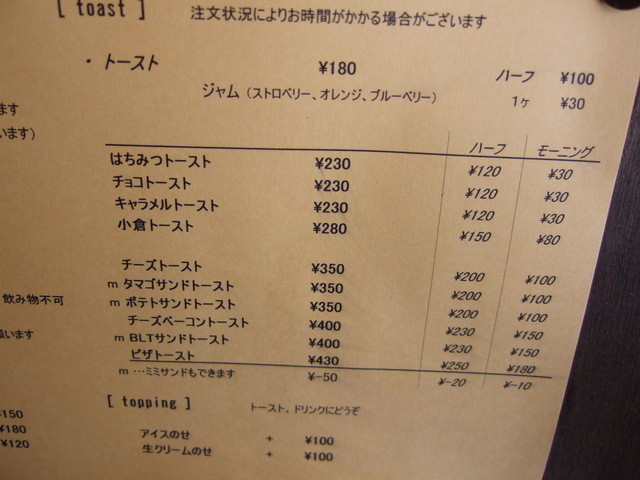 [ toast ] 注文状況によりお時間がかかる場合がございます
・ トースト ¥180 ハーフ ¥100
ジャム（ストロベリー、オレンジ、ブルーベリー） 1ヶ ¥30
ます
います）
ハーフ モーニング
はちみつトースト ¥230 ¥120 ¥30
チョコトースト ¥230 ¥120 ¥30
キャラメルトースト ¥230 ¥120 ¥30
小倉トースト ¥280 ¥150 ¥80
チーズトースト ¥350 ¥200 ¥100
m タマゴサンドトースト ¥350 ¥200 ¥100
飲み物不可
m ポテトサンドトースト ¥350 ¥200 ¥100
チーズベーコントースト ¥400 ¥230 ¥150
います
m BLTサンドトースト ¥400 ¥230 ¥150
ピザトースト ¥430 ¥250 ¥180
m …ミミサンドもできます ¥-50 ¥-20 ¥-10
[ topping ] トースト、ドリンクにどうぞ
¥150
¥180
¥120
アイスのせ + ¥100
生クリームのせ + ¥100